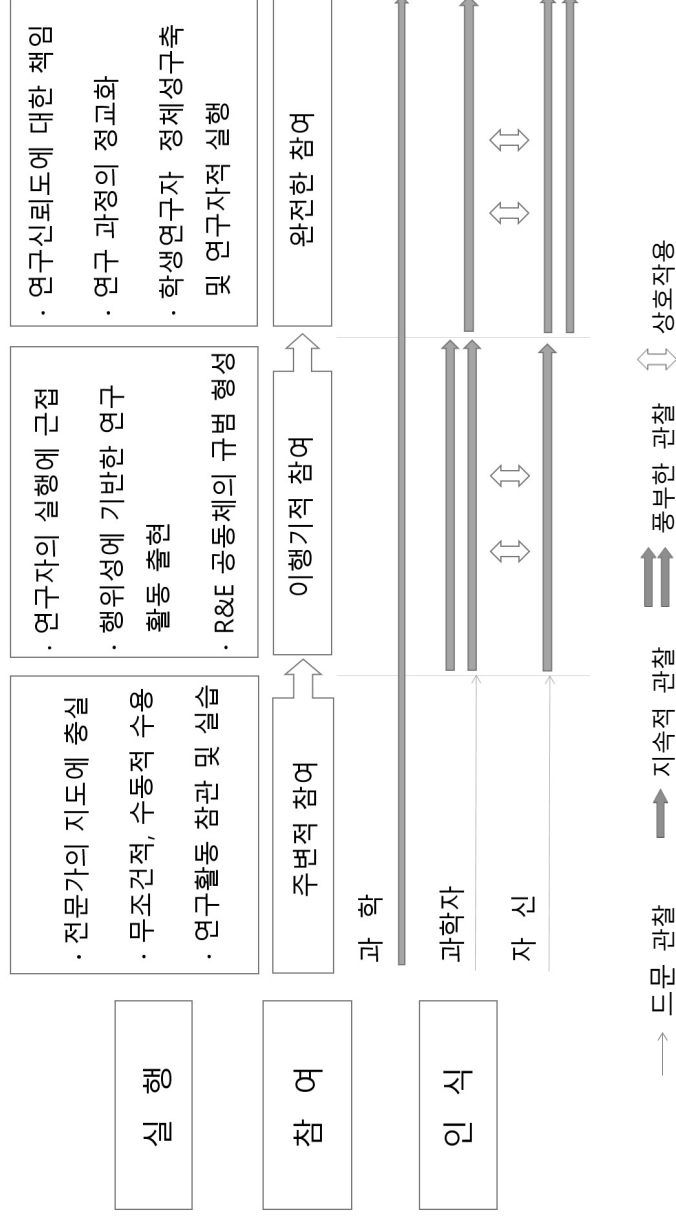 실 행
· 전문가의 지도에 충실
· 무조건적, 수동적 수용
· 연구활동 참관 및 실습
· 연구자의 실행에 근접
· 행위성에 기반한 연구
활동 출현
· R&E 공동체의 규범 형성
· 연구신뢰도에 대한 책임
· 연구 과정의 정교화
· 학생연구자 정체성구축
및 연구자적 실행
참 여
주변적 참여
이행기적 참여
완전한 참여
인 식
과 학
과학자
자 신
드문 관찰
지속적 관찰
풍부한 관찰
상호작용